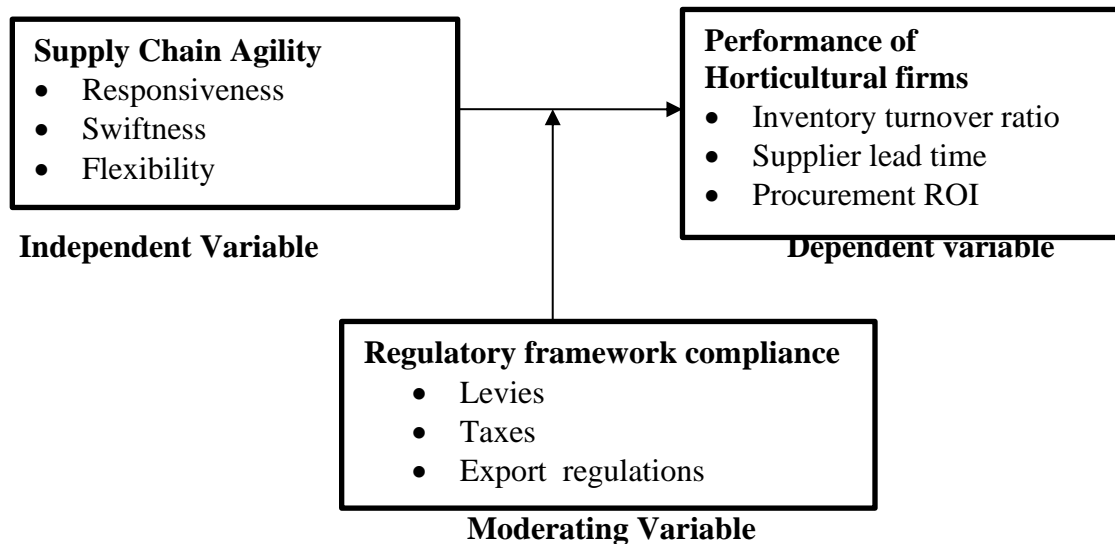 Supply Chain Agility
• Responsiveness
• Swiftness
• Flexibility
Independent Variable
Performance of
Horticultural firms
• Inventory turnover ratio
• Supplier lead time
• Procurement ROI
Dependent variable
Regulatory framework compliance
• Levies
• Taxes
• Export regulations
Moderating Variable